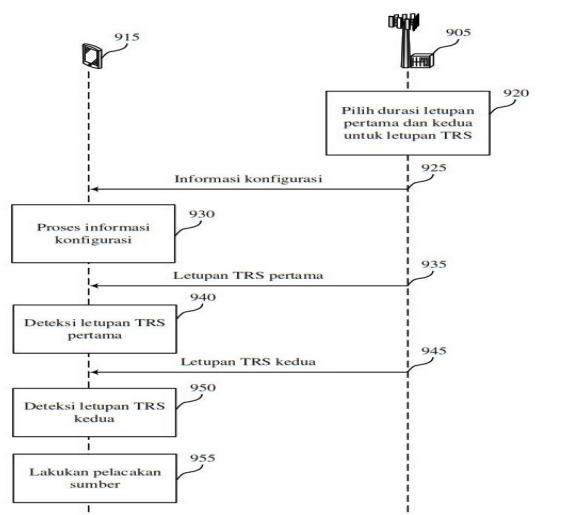 915
905
920
Pilih durasi letupan
pertama dan kedua
untuk letupan TRS
925
Informasi konfigurasi
930
Proses informasi
konfigurasi
935
Letupan TRS pertama
940
Deteksi letupan TRS
pertama
945
Letupan TRS kedua
950
Deteksi letupan TRS
kedua
955
Lakukan pelacakan
sumber